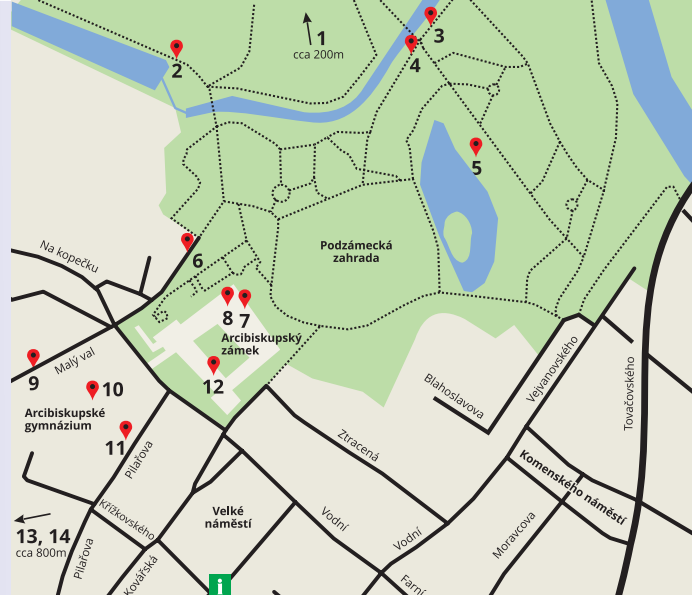 1
cca 200m
2
3
4
5
Podzámecká
zahrada
Na kopečku
6
8
7
Arcibiskupský
zámek
12
Malý val
9
10
Arcibiskupské
gymnázium
11
Pilařova
Blahoslavova
Vejvanovského
Tovačovského
Ztracená
Komenského náměstí
Křížkovského
Velké
náměstí
Vodní
Vodní
Moravcova
13, 14
cca 800m
Pilařova
Kovářská
Farní
i